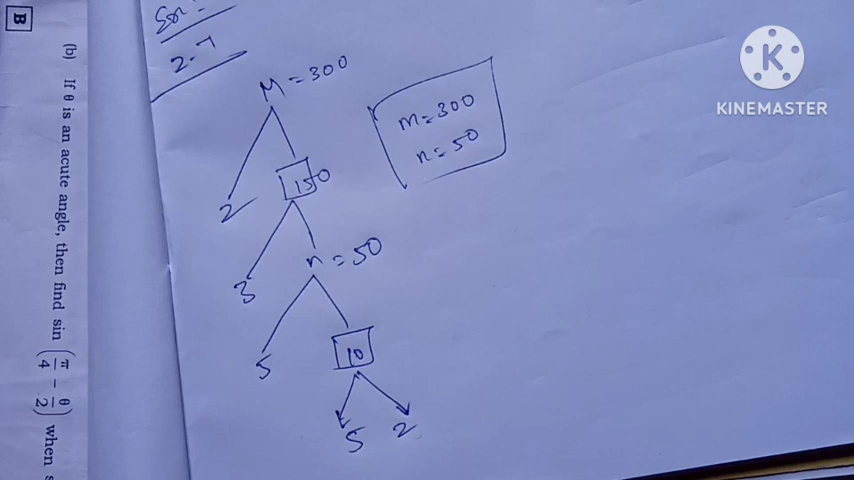 B
(b) If θ is an acute angle, then find sin (π/4 − θ/2) when
2-7
M = 300
m = 300
n = 50
2
150
3
n = 50
5
10
5 2
K
KINEMASTER